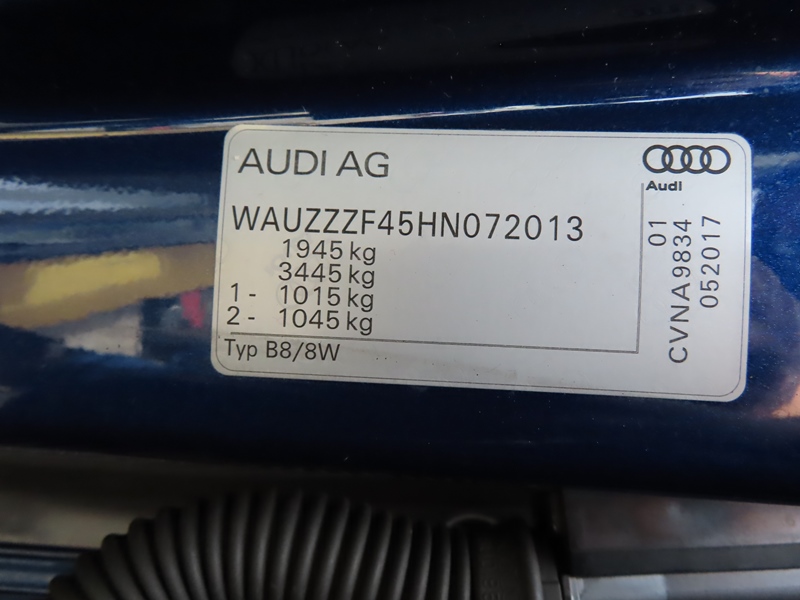 AUDI AG
Audi
WAUZZZF45HN072013
1945 kg
3445 kg
1- 1015 kg
2- 1045 kg
Typ B8/8W
01
CVNA9834
052017